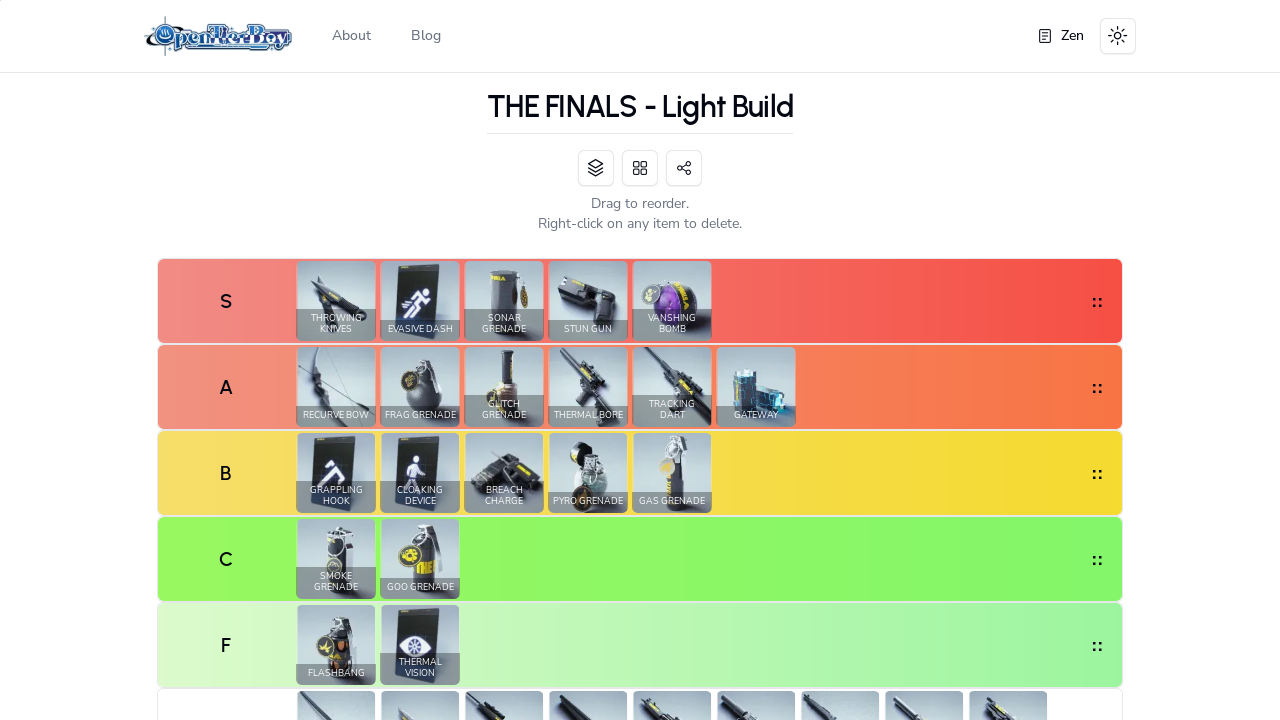 OpenTierBoy
About
Blog
Zen
THE FINALS - Light Build
Drag to reorder.
Right-click on any item to delete.
S
THROWING
KNIVES
EVASIVE DASH
SONAR
GRENADE
STUN GUN
VANSHING
BOMB
A
RECURVE BOW
FRAG GRENADE
GLITCH
GRENADE
THERMAL BORE
TRACKING
DART
GATEWAY
B
GRAPPLING
HOOK
CLOAKING
DEVICE
BREACH
CHARGE
PYRO GRENADE
GAS GRENADE
C
SMOKE
GRENADE
GOO GRENADE
F
FLASHBANG
THERMAL
VISION